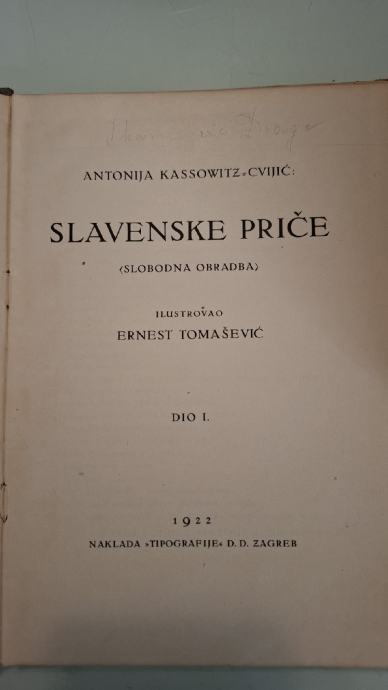 ANTONIJA KASSOWITZ-CVIJIĆ:
SLAVENSKE PRIČE
(SLOBODNA OBRADBA)
ILUSTROVAO
ERNEST TOMAŠEVIĆ
DIO I.
1922
NAKLADA »TIPOGRAFIJE« D. D. ZAGREB